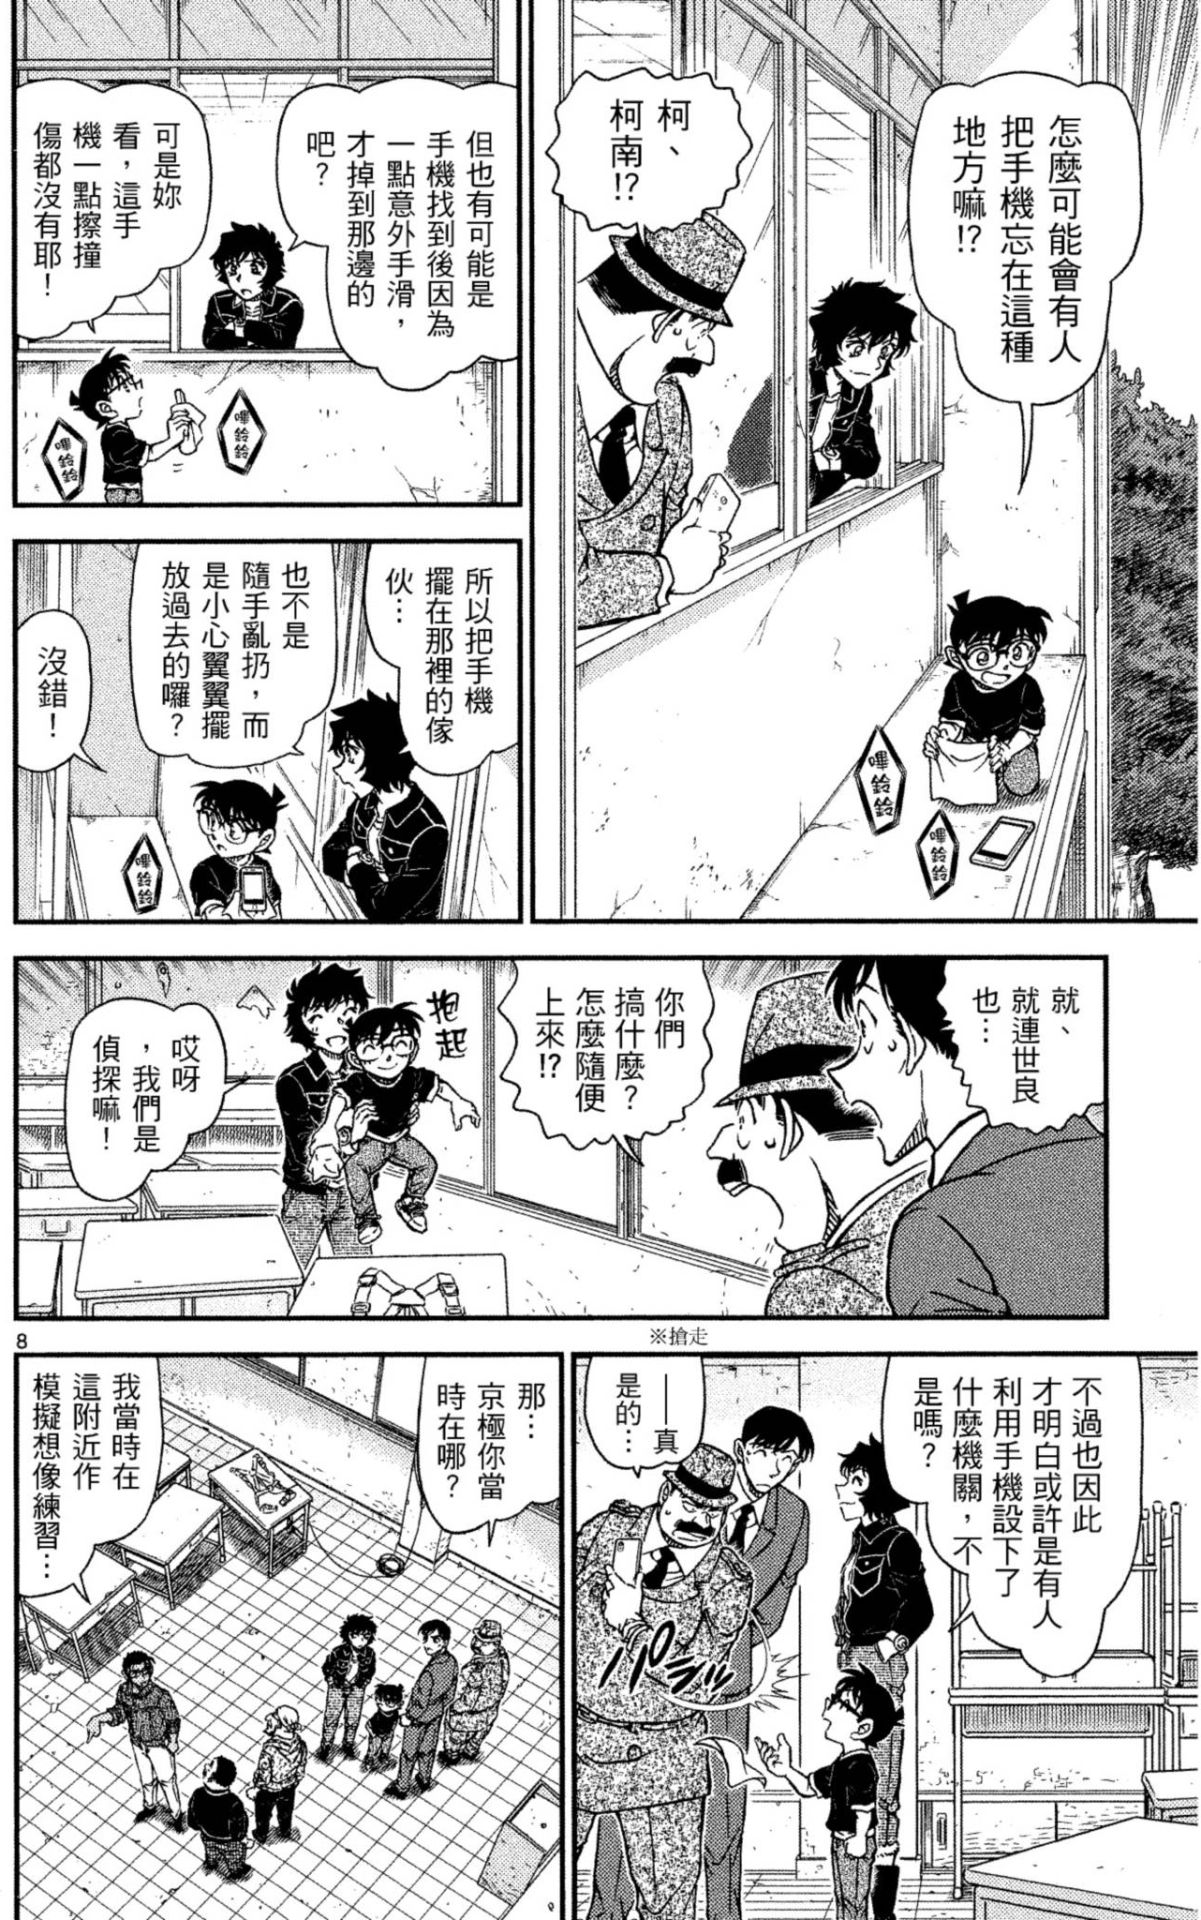 怎麼可能會有人
把手機忘在這種
地方嘛!?
柯、
柯南!?
嗶鈴鈴
嗶鈴鈴
但也有可能是
手機找到後因為
一點意外手滑，
才掉到那邊的
吧？
可是妳
看，這手
機一點擦撞
傷都沒有耶！
嗶鈴鈴
嗶鈴鈴
所以把手機
擺在那裡的傢
伙…
也不是
隨手亂扔，而
是小心翼翼擺
放過去的囉？
沒錯！
嗶鈴鈴
就、
就連世良
也…
你們
搞什麼？
怎麼隨便
上來!?
抱起
哎呀
，我們是
偵探嘛！
※搶走
8
不過也因此
才明白或許是有人
利用手機設下了
什麼機關，不
是嗎？
——真
是的…
パシッ
那…
京極你當
時在哪？
我當時在
這附近作
模擬想像練習…